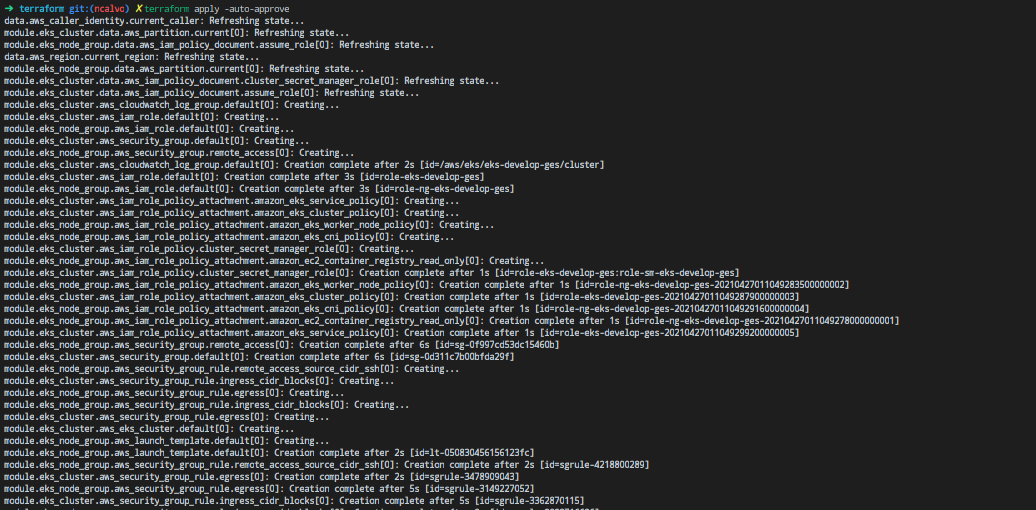 ➜ terraform git:(ncalvo) ✗ terraform apply -auto-approve
data.aws_caller_identity.current_caller: Refreshing state...
module.eks_cluster.data.aws_partition.current[0]: Refreshing state...
module.eks_node_group.data.aws_iam_policy_document.assume_role[0]: Refreshing state...
data.aws_region.current_region: Refreshing state...
module.eks_node_group.data.aws_partition.current[0]: Refreshing state...
module.eks_cluster.data.aws_iam_policy_document.cluster_secret_manager_role[0]: Refreshing state...
module.eks_cluster.data.aws_iam_policy_document.assume_role[0]: Refreshing state...
module.eks_cluster.aws_cloudwatch_log_group.default[0]: Creating...
module.eks_cluster.aws_iam_role.default[0]: Creating...
module.eks_node_group.aws_iam_role.default[0]: Creating...
module.eks_cluster.aws_security_group.default[0]: Creating...
module.eks_node_group.aws_security_group.remote_access[0]: Creating...
module.eks_cluster.aws_cloudwatch_log_group.default[0]: Creation complete after 2s [id=/aws/eks/eks-develop-ges/cluster]
module.eks_cluster.aws_iam_role.default[0]: Creation complete after 3s [id=role-eks-develop-ges]
module.eks_node_group.aws_iam_role.default[0]: Creation complete after 3s [id=role-ng-eks-develop-ges]
module.eks_cluster.aws_iam_role_policy_attachment.amazon_eks_service_policy[0]: Creating...
module.eks_cluster.aws_iam_role_policy_attachment.amazon_eks_cluster_policy[0]: Creating...
module.eks_node_group.aws_iam_role_policy_attachment.amazon_eks_worker_node_policy[0]: Creating...
module.eks_node_group.aws_iam_role_policy_attachment.amazon_eks_cni_policy[0]: Creating...
module.eks_cluster.aws_iam_role_policy.cluster_secret_manager_role[0]: Creating...
module.eks_node_group.aws_iam_role_policy_attachment.amazon_ec2_container_registry_read_only[0]: Creating...
module.eks_cluster.aws_iam_role_policy.cluster_secret_manager_role[0]: Creation complete after 1s [id=role-eks-develop-ges:role-sm-eks-develop-ges]
module.eks_node_group.aws_iam_role_policy_attachment.amazon_eks_worker_node_policy[0]: Creation complete after 1s [id=role-ng-eks-develop-ges-20210427011049283500000002]
module.eks_cluster.aws_iam_role_policy_attachment.amazon_eks_cluster_policy[0]: Creation complete after 1s [id=role-eks-develop-ges-20210427011049287900000003]
module.eks_node_group.aws_iam_role_policy_attachment.amazon_eks_cni_policy[0]: Creation complete after 1s [id=role-ng-eks-develop-ges-20210427011049291600000004]
module.eks_node_group.aws_iam_role_policy_attachment.amazon_ec2_container_registry_read_only[0]: Creation complete after 1s [id=role-ng-eks-develop-ges-20210427011049278000000001]
module.eks_cluster.aws_iam_role_policy_attachment.amazon_eks_service_policy[0]: Creation complete after 1s [id=role-eks-develop-ges-20210427011049299200000005]
module.eks_node_group.aws_security_group.remote_access[0]: Creation complete after 6s [id=sg-0f997cd53dc15460b]
module.eks_cluster.aws_security_group.default[0]: Creation complete after 6s [id=sg-0d311c7b00bfda29f]
module.eks_node_group.aws_security_group_rule.remote_access_source_cidr_ssh[0]: Creating...
module.eks_cluster.aws_security_group_rule.ingress_cidr_blocks[0]: Creating...
module.eks_node_group.aws_security_group_rule.egress[0]: Creating...
module.eks_node_group.aws_security_group_rule.ingress_cidr_blocks[0]: Creating...
module.eks_cluster.aws_security_group_rule.egress[0]: Creating...
module.eks_cluster.aws_eks_cluster.default[0]: Creating...
module.eks_node_group.aws_launch_template.default[0]: Creating...
module.eks_node_group.aws_launch_template.default[0]: Creation complete after 2s [id=lt-050830456156123fc]
module.eks_node_group.aws_security_group_rule.remote_access_source_cidr_ssh[0]: Creation complete after 2s [id=sgrule-4218800289]
module.eks_cluster.aws_security_group_rule.egress[0]: Creation complete after 2s [id=sgrule-3478909043]
module.eks_node_group.aws_security_group_rule.egress[0]: Creation complete after 5s [id=sgrule-3149227052]
module.eks_node_group.aws_security_group_rule.ingress_cidr_blocks[0]: Creation complete after 5s [id=sgrule-3362870115]